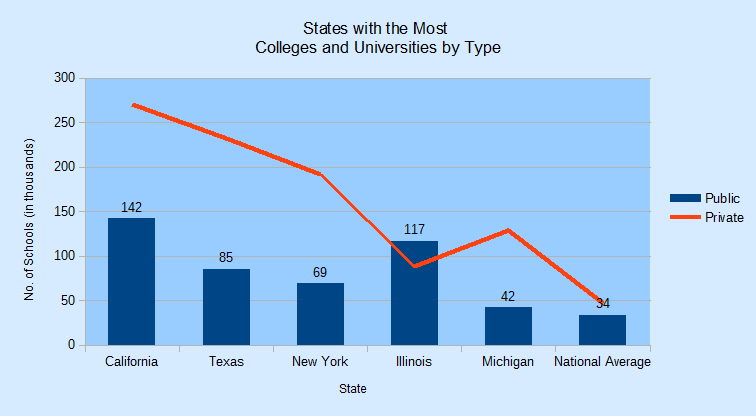 States with the Most
Colleges and Universities by Type
No. of Schools (in thousands)
300
250
200
150
100
50
0
142
85
69
117
42
34
California
Texas
New York
Illinois
Michigan
National Average
State
Public
Private